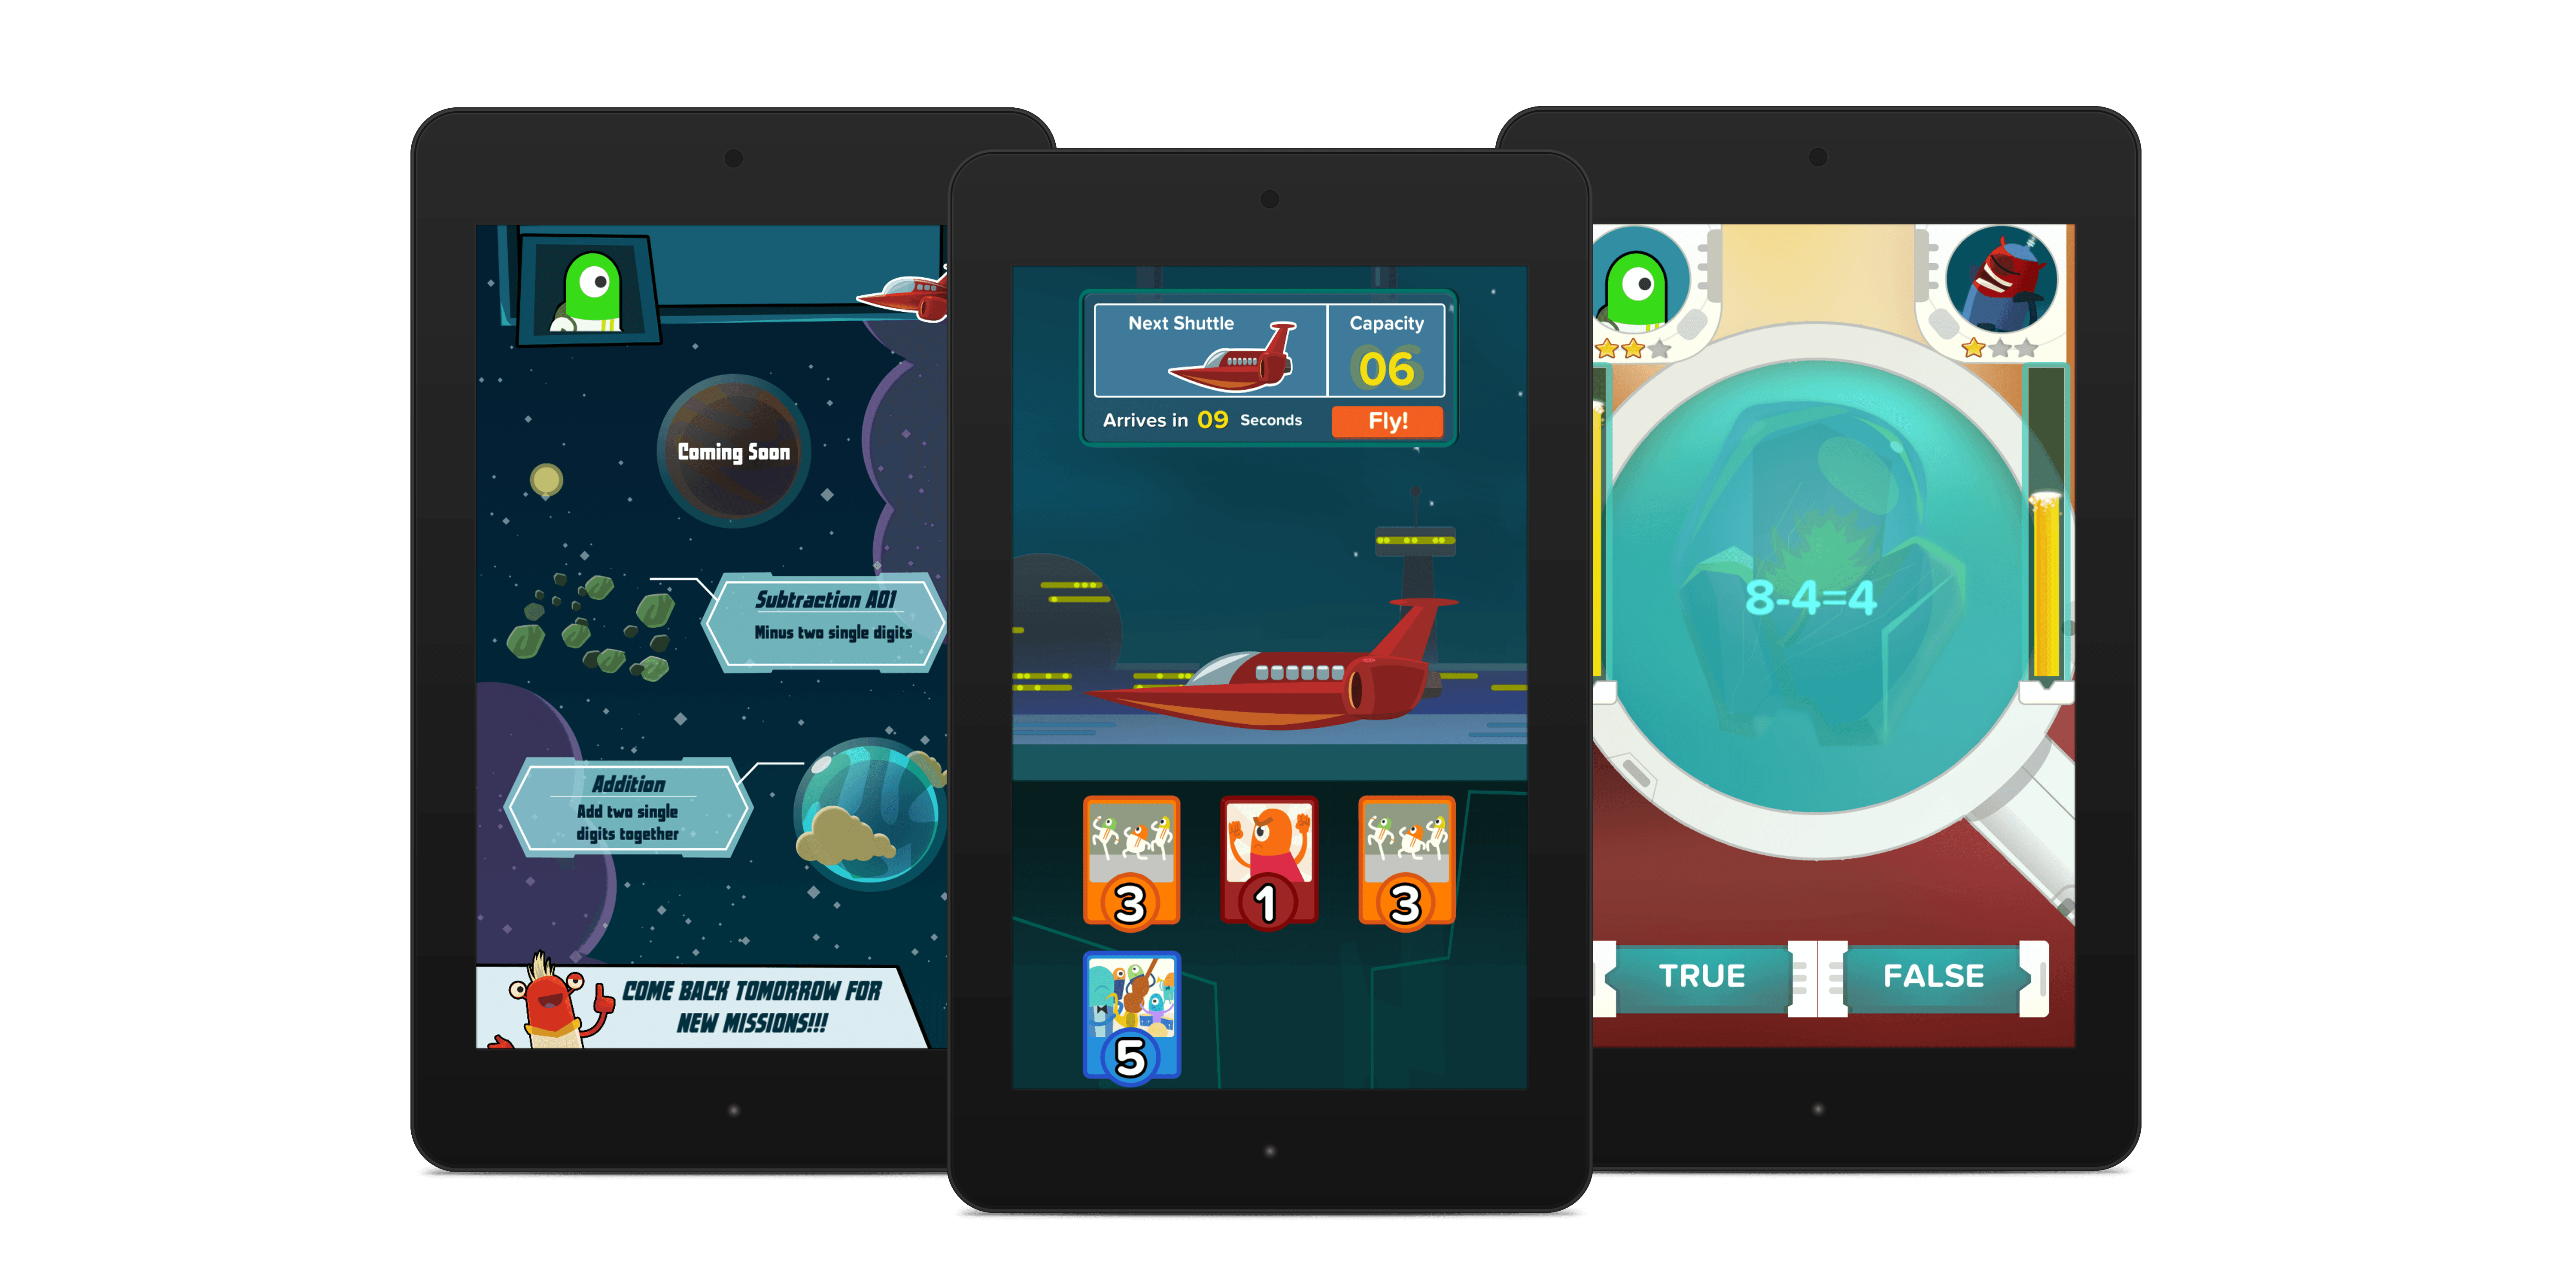 Coming Soon
Subtraction A01
Minus two single digits
Addition
Add two single
digits together
COME BACK TOMORROW FOR
NEW MISSIONS!!!
Next Shuttle
Capacity
06
Arrives in 09 Seconds
Fly!
3
1
3
5
8-4=4
TRUE
FALSE